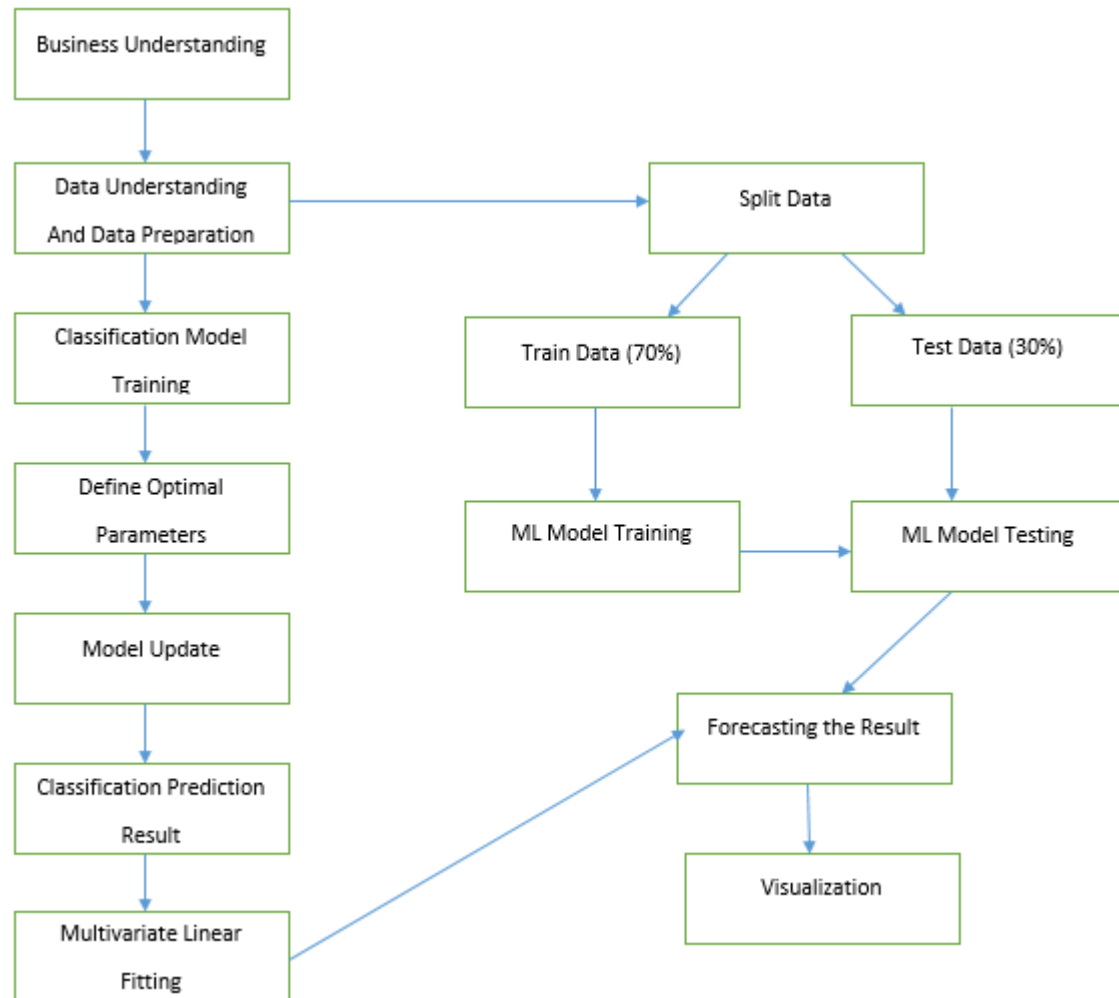 Business Understanding
Data Understanding
And Data Preparation
Split Data
Classification Model
Training
Train Data (70%)
Test Data (30%)
Define Optimal
Parameters
ML Model Training
ML Model Testing
Model Update
Forecasting the Result
Classification Prediction
Result
Visualization
Multivariate Linear
Fitting